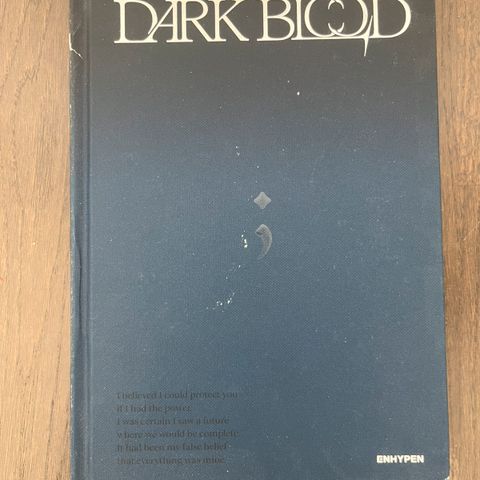 DARK BLOOD
I believed I could protect you
if I had the power
I was certain I saw a future
where we would be complete
It had been my false belief
that everything was mine
ENHYPEN